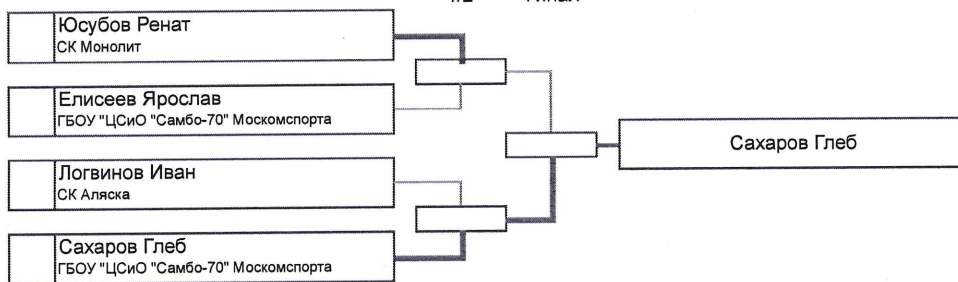 Юсубов Ренат
СК Монолит
Елисеев Ярослав
ГБОУ "ЦСиО "Самбо-70" Москомспорта
Логвинов Иван
СК Аляска
Сахаров Глеб
ГБОУ "ЦСиО "Самбо-70" Москомспорта
Сахаров Глеб